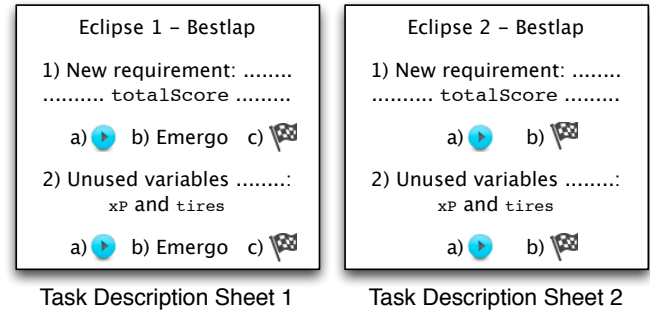 Eclipse 1 – Bestlap
1) New requirement: ........
.......... totalScore .........
a) b) Emergo c)
2) Unused variables ........:
xP and tires
a) b) Emergo c)
Task Description Sheet 1
Eclipse 2 – Bestlap
1) New requirement: ........
.......... totalScore .........
a) b)
2) Unused variables ........:
xP and tires
a) b)
Task Description Sheet 2